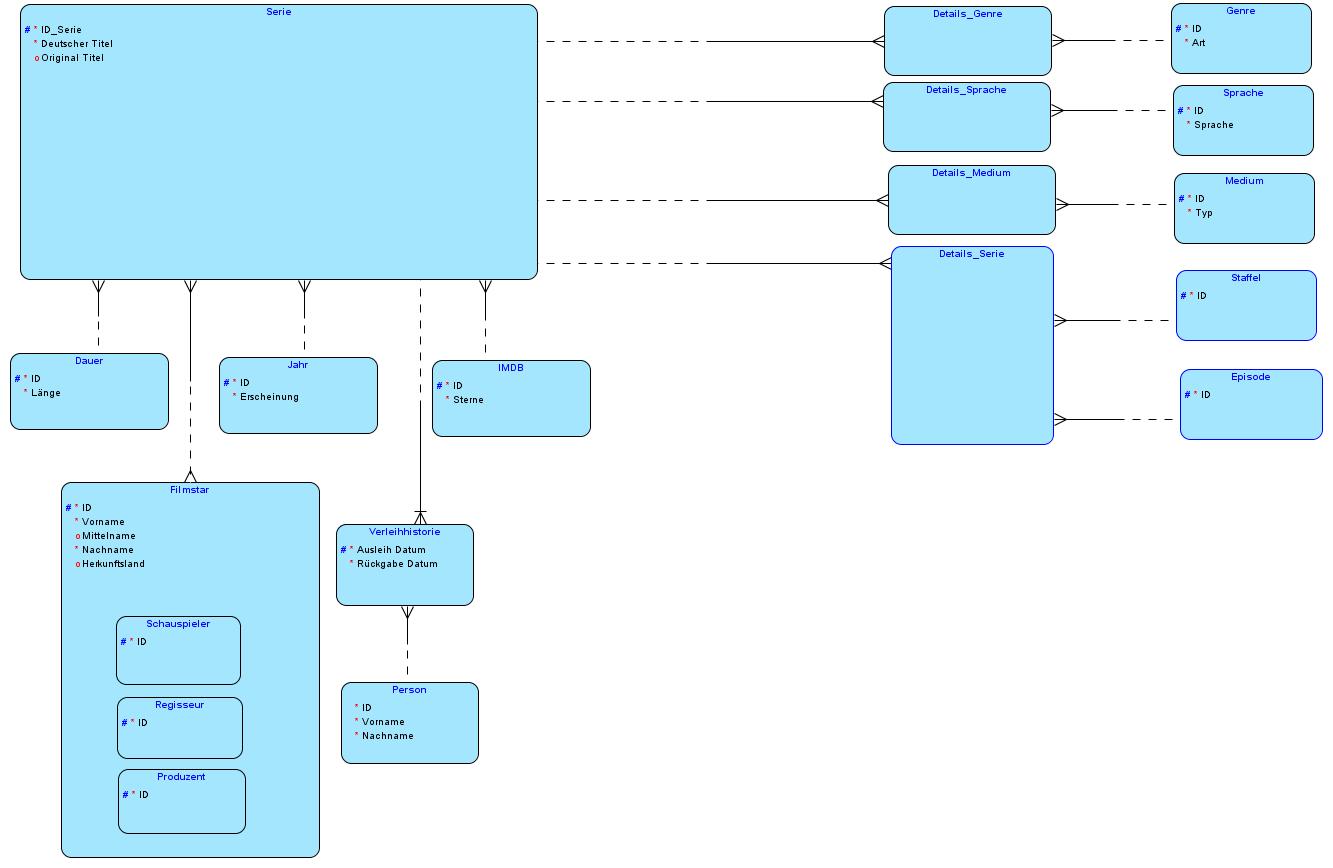 Serie
# * ID_Serie
* Deutscher Titel
o Original Titel
Details_Genre
Genre
# * ID
* Art
Details_Sprache
Sprache
# * ID
* Sprache
Details_Medium
Medium
# * ID
* Typ
Details_Serie
Staffel
# * ID
Episode
# * ID
Dauer
# * ID
* Länge
Jahr
# * ID
* Erscheinung
IMDB
# * ID
* Sterne
Filmstar
# * ID
* Vorname
o Mittelname
* Nachname
o Herkunftsland
Schauspieler
# * ID
Regisseur
# * ID
Produzent
# * ID
Verleihhistorie
# * Ausleih Datum
* Rückgabe Datum
Person
* ID
* Vorname
* Nachname